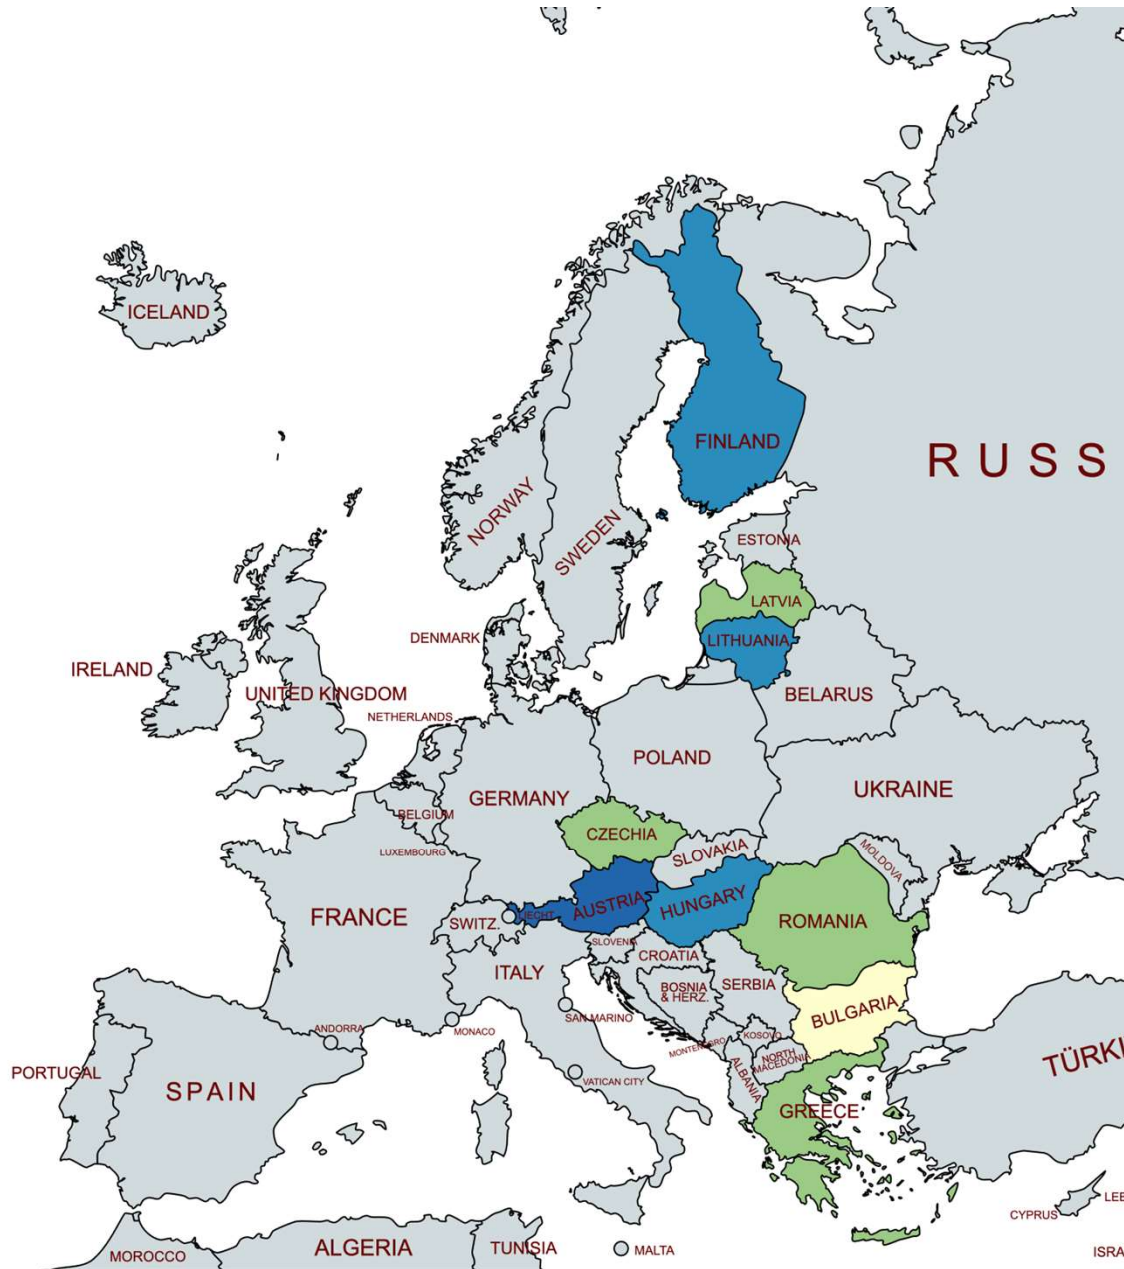 ICELAND
FINLAND
RUSS
NORWAY
SWEDEN
ESTONIA
LATVIA
DENMARK
LITHUANIA
IRELAND
UNITED KINGDOM
BELARUS
NETHERLANDS
POLAND
UKRAINE
GERMANY
BELGIUM
CZECHIA
LUXEMBOURG
SLOVAKIA
MOLDOVA
AUSTRIA
HUNGARY
FRANCE
SWITZ.
LIECHT
ROMANIA
SLOVENIA
CROATIA
ITALY
BOSNIA
& HERZ.
SERBIA
BULGARIA
SAN MARINO
ANDORRA
MONACO
KOSOVO
MONTENEGRO
NORTH
MACEDONIA
ALBANIA
TÜRKI
PORTUGAL
SPAIN
VATICAN CITY
GREECE
LEB
CYPRUS
MOROCCO
ALGERIA
TUNISIA
MALTA
ISRA